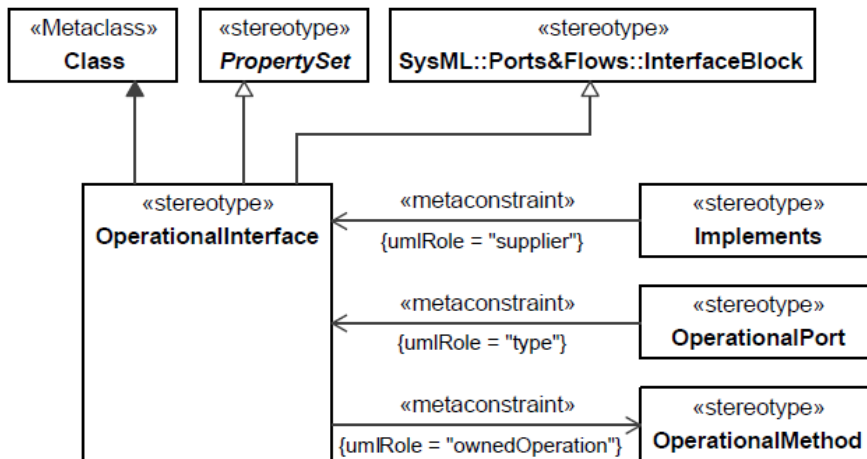 «Metaclass»
Class
«stereotype»
PropertySet
«stereotype»
SysML::Ports&Flows::InterfaceBlock
«stereotype»
OperationalInterface
«metaconstraint»
{umlRole = "supplier"}
«stereotype»
Implements
«metaconstraint»
{umlRole = "type"}
«stereotype»
OperationalPort
«metaconstraint»
{umlRole = "ownedOperation"}
«stereotype»
OperationalMethod